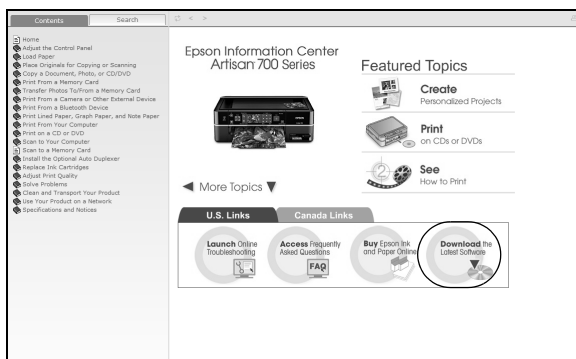 Contents
Search
Home
Adjust the Control Panel
Load Paper
Place Originals for Copying or Scanning
Copy a Document, Photo, or CD/DVD
Print From a Memory Card
Transfer Photos To/From a Memory Card
Print From a Camera or Other External Device
Print From a Bluetooth Device
Print Lined Paper, Graph Paper, and Note Paper
Print From Your Computer
Print on a CD or DVD
Scan to Your Computer
Scan to a Memory Card
Install the Optional Auto Duplexer
Replace Ink Cartridges
Adjust Print Quality
Solve Problems
Clean and Transport Your Product
Use Your Product on a Network
Specifications and Notices
Epson Information Center
Artisan 700 Series
More Topics
Featured Topics
Create
Personalized Projects
Print
on CDs or DVDs
2
See
How to Print
U.S. Links
Canada Links
Launch Online
Troubleshooting
Access Frequently
Asked Questions
FAQ
Buy Epson Ink
and Paper Online
Download the
Latest Software